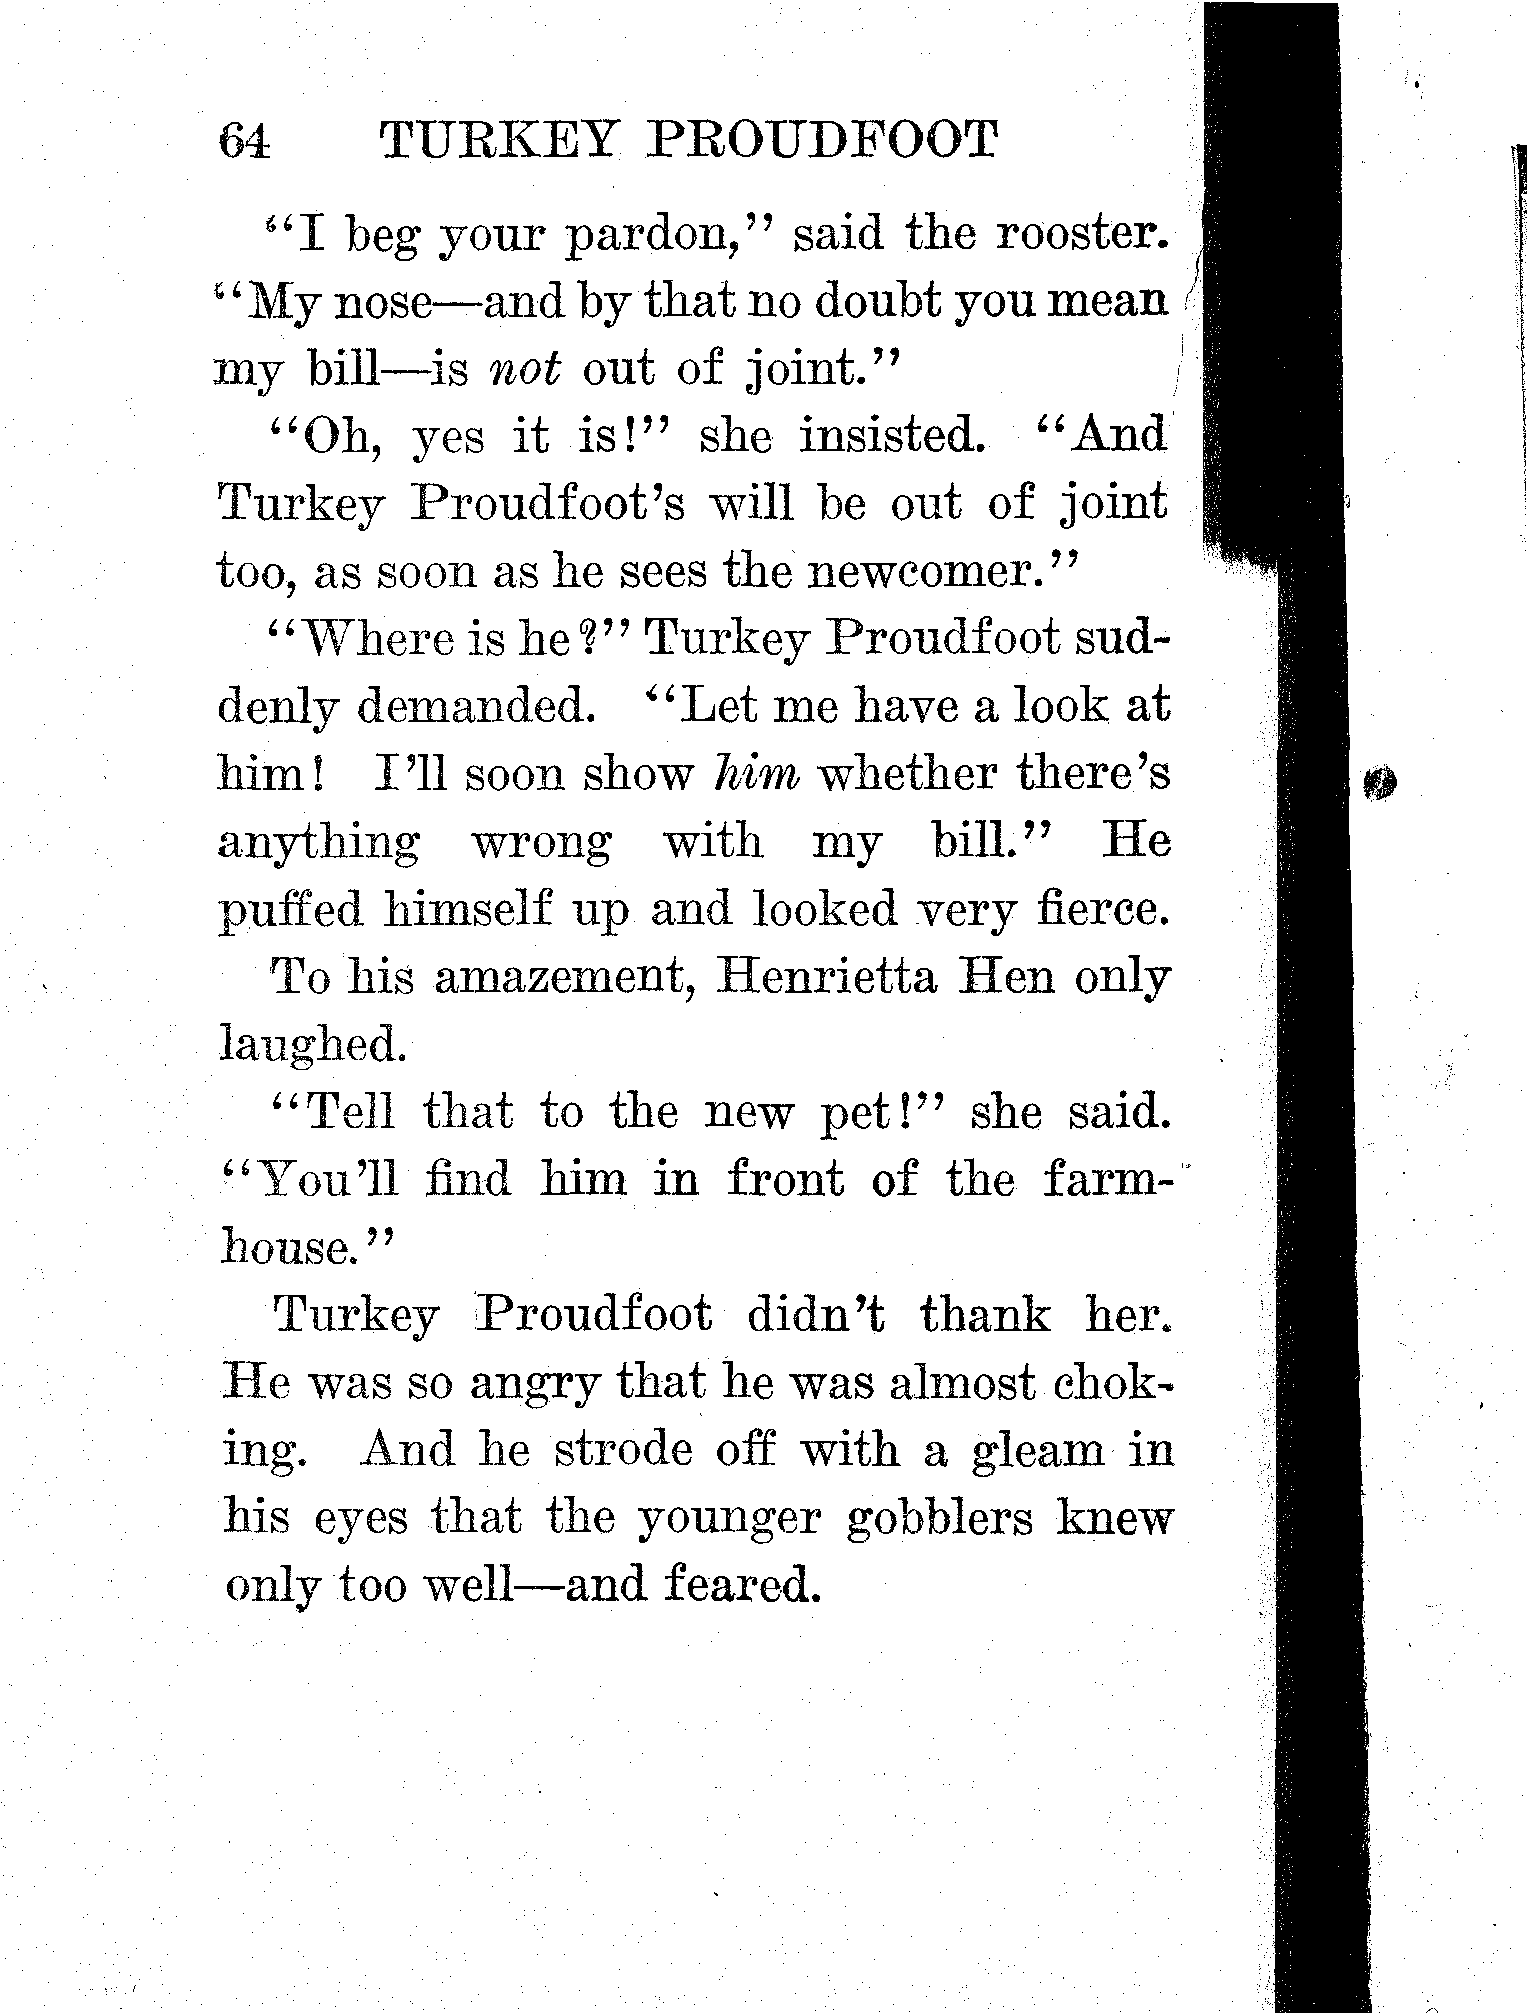 64 TURKEY PROUDFOOT
"I beg your pardon," said the rooster.
"My nose—and by that no doubt you mean
my bill—is not out of joint."
"Oh, yes it is!" she insisted. "And
Turkey Proudfoot's will be out of joint
too, as soon as he sees the newcomer."
"Where is he?" Turkey Proudfoot sud-
denly demanded. "Let me have a look at
him! I'll soon show him whether there's
anything wrong with my bill." He
puffed himself up and looked very fierce.
To his amazement, Henrietta Hen only
laughed.
"Tell that to the new pet!" she said.
"You'll find him in front of the farm-
house."
Turkey Proudfoot didn't thank her.
He was so angry that he was almost chok-
ing. And he strode off with a gleam in
his eyes that the younger gobblers knew
only too well—and feared.